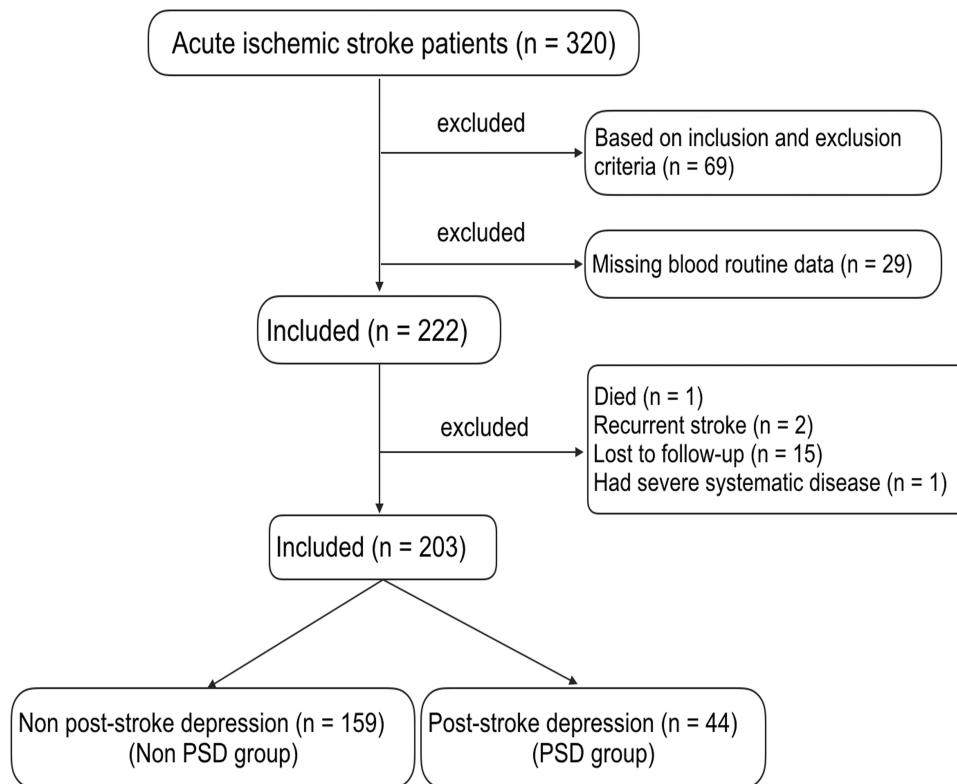 Acute ischemic stroke patients (n = 320)
excluded
Based on inclusion and exclusion
criteria (n = 69)
excluded
Missing blood routine data (n = 29)
Included (n = 222)
excluded
Died (n = 1)
Recurrent stroke (n = 2)
Lost to follow-up (n = 15)
Had severe systematic disease (n = 1)
Included (n = 203)
Non post-stroke depression (n = 159)
(Non PSD group)
Post-stroke depression (n = 44)
(PSD group)